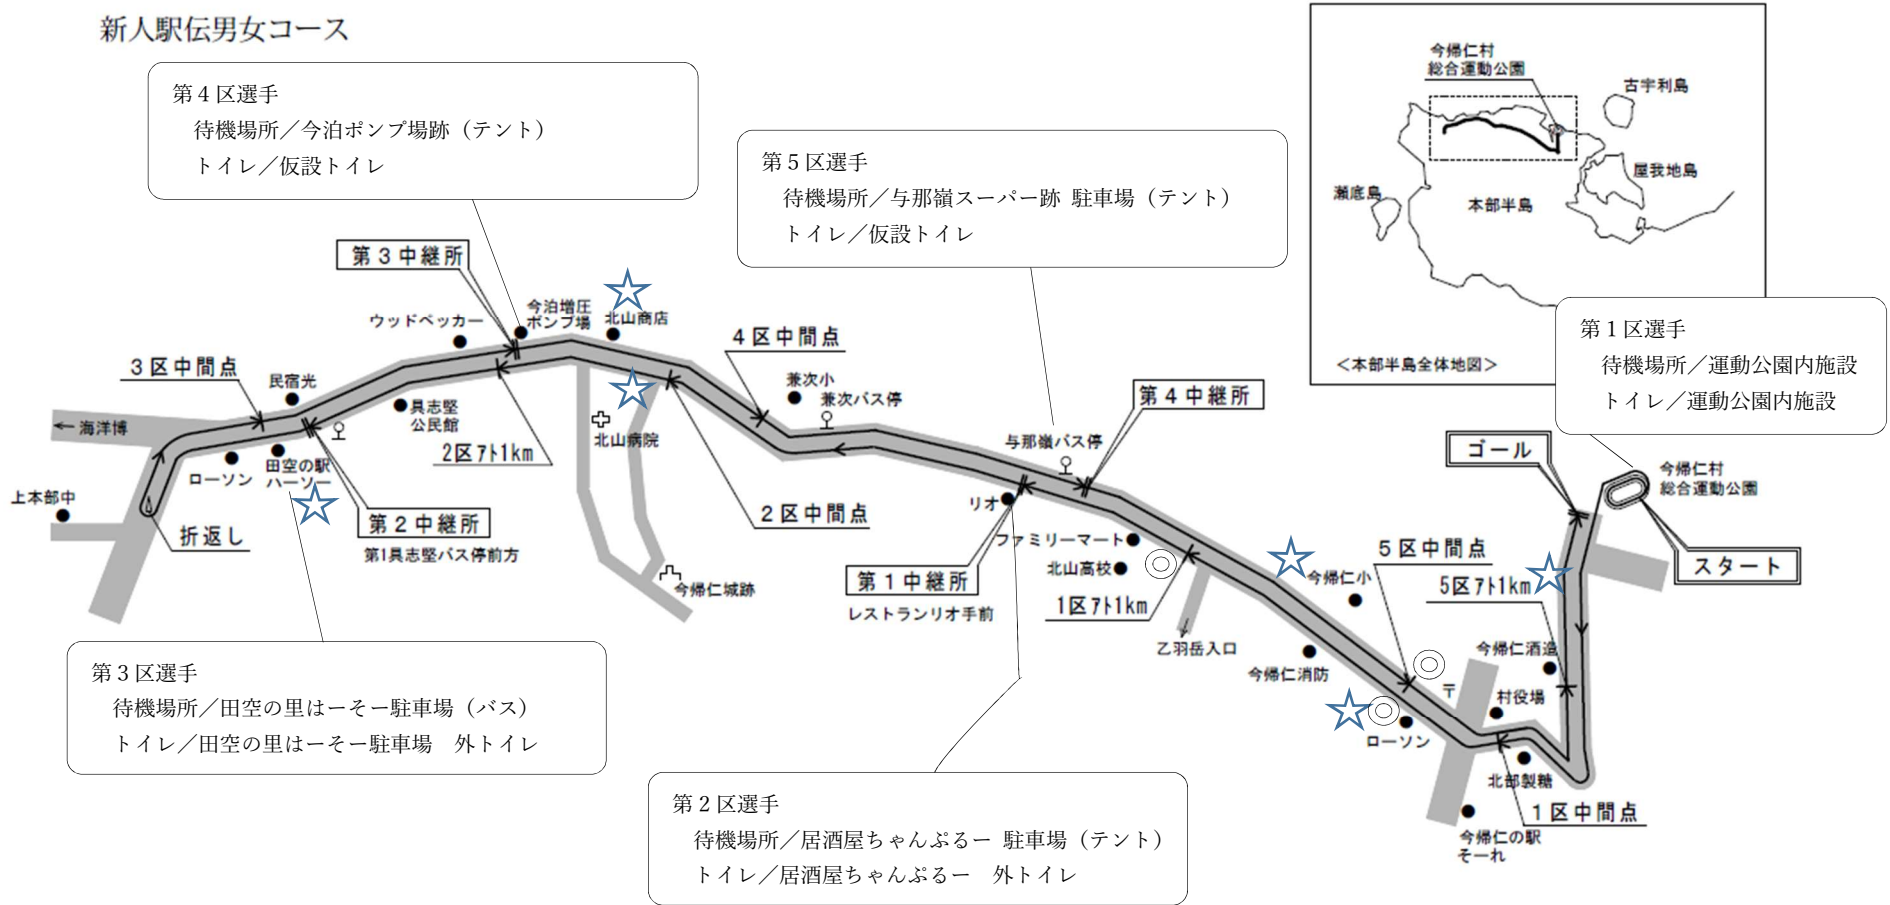 新人駅伝男女コース
第４区選手
待機場所／今泊ポンプ場跡（テント）
トイレ／仮設トイレ
第５区選手
待機場所／与那嶺スーパー跡 駐車場（テント）
トイレ／仮設トイレ
今帰仁村
総合運動公園
古宇利島
屋我地島
瀬底島
本部半島
＜本部半島全体地図＞
第１区選手
待機場所／運動公園内施設
トイレ／運動公園内施設
第３中継所
ウッドペッカー
今泊増圧
ポンプ場
北山商店
４区中間点
３区中間点
民宿光
兼次小
兼次バス停
第４中継所
具志堅
公民館
←海洋博
北山病院
2区ｱﾄ1km
与那嶺バス停
ゴール
今帰仁村
総合運動公園
ローソン
田空の駅
ハーソー
上本部中
リオ
２区中間点
第２中継所
第1具志堅バス停前方
折返し
ファミリーマート
５区中間点
スタート
北山高校
第１中継所
レストランリオ手前
今帰仁城跡
今帰仁小
5区ｱﾄ1km
1区ｱﾄ1km
乙羽岳入口
今帰仁酒造
今帰仁消防
〒
村役場
ローソン
北部製糖
１区中間点
今帰仁の駅
そーれ
第３区選手
待機場所／田空の里はーそー駐車場（バス）
トイレ／田空の里はーそー駐車場　外トイレ
第２区選手
待機場所／居酒屋ちゃんぷるー 駐車場（テント）
トイレ／居酒屋ちゃんぷるー　外トイレ